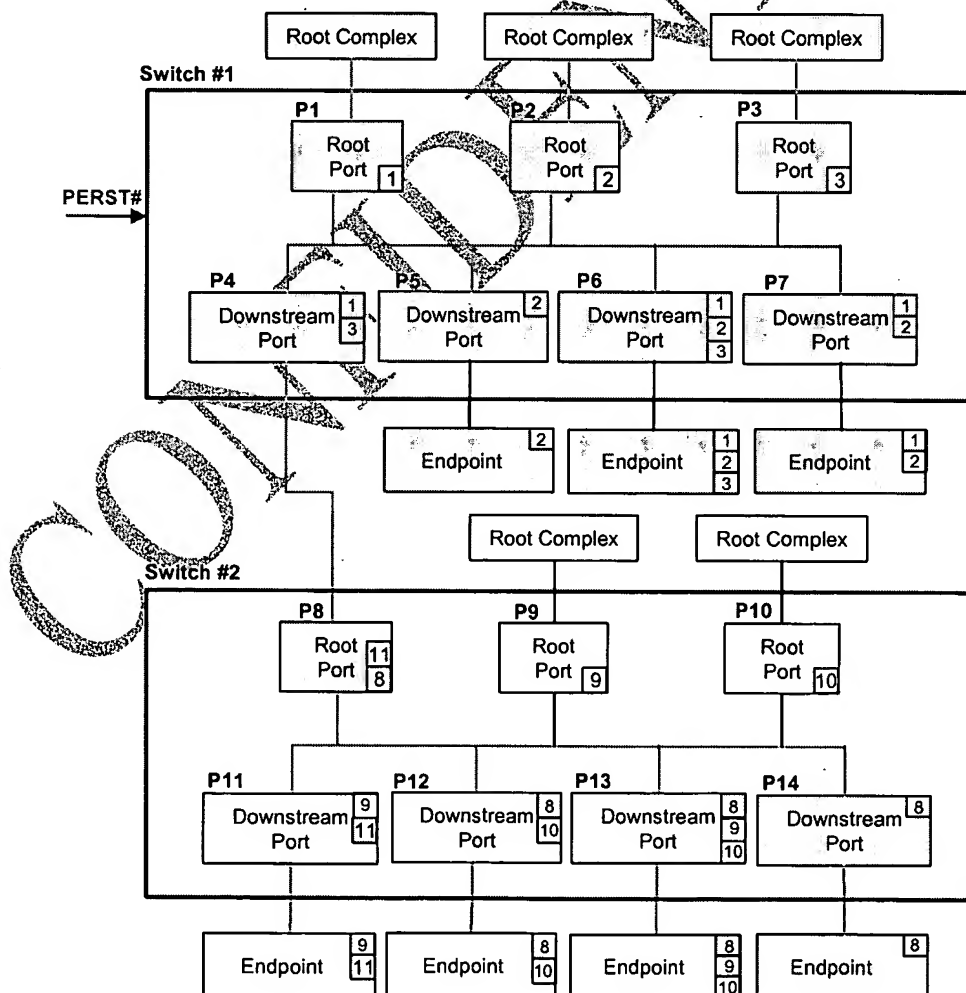 Root Complex
Root Complex
Root Complex
Switch #1
P1
P2
P3
Root
Port
1
Root
Port
2
Root
Port
3
PERST#
P4
P5
P6
P7
Downstream
Port
1
3
Downstream
Port
2
Downstream
Port
1
2
3
Downstream
Port
1
2
Endpoint
2
Endpoint
1
2
3
Endpoint
1
2
Root Complex
Root Complex
Switch #2
P8
P9
P10
Root
Port
11
8
Root
Port
9
Root
Port
10
P11
P12
P13
P14
Downstream
Port
9
11
Downstream
Port
8
10
Downstream
Port
8
9
10
Downstream
Port
8
Endpoint
9
11
Endpoint
8
10
Endpoint
8
9
10
Endpoint
8